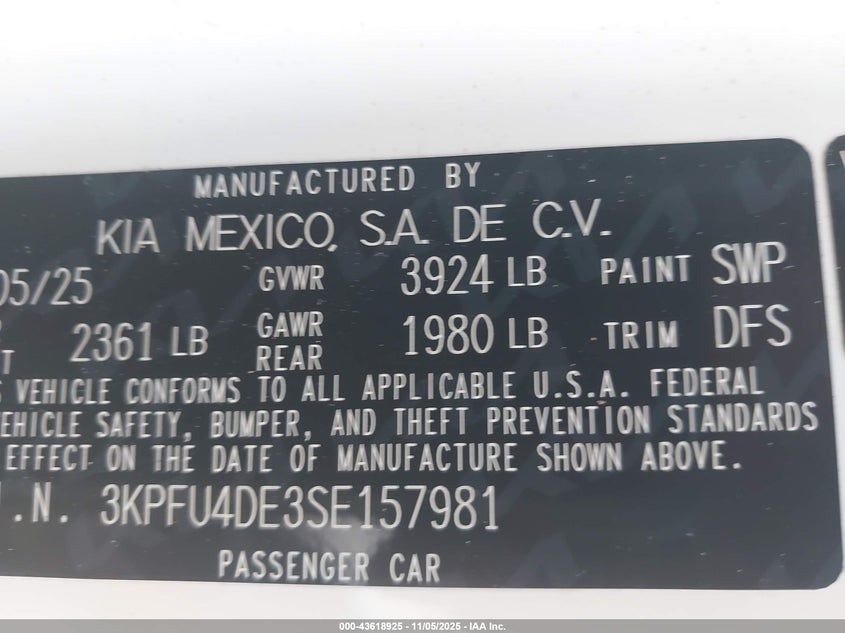 MANUFACTURED BY
KIA MEXICO, S.A. DE C.V.
05/25 GVWR 3924 LB PAINT SWP
2361 LB GAWR REAR 1980 LB TRIM DFS
VEHICLE CONFORMS TO ALL APPLICABLE U.S.A. FEDERAL
VEHICLE SAFETY, BUMPER, AND THEFT PREVENTION STANDARDS
EFFECT ON THE DATE OF MANUFACTURE SHOWN ABOVE.
.N. 3KPFU4DE3SE157981
PASSENGER CAR
000-43618925 - 11/05/2025 - IAA Inc.